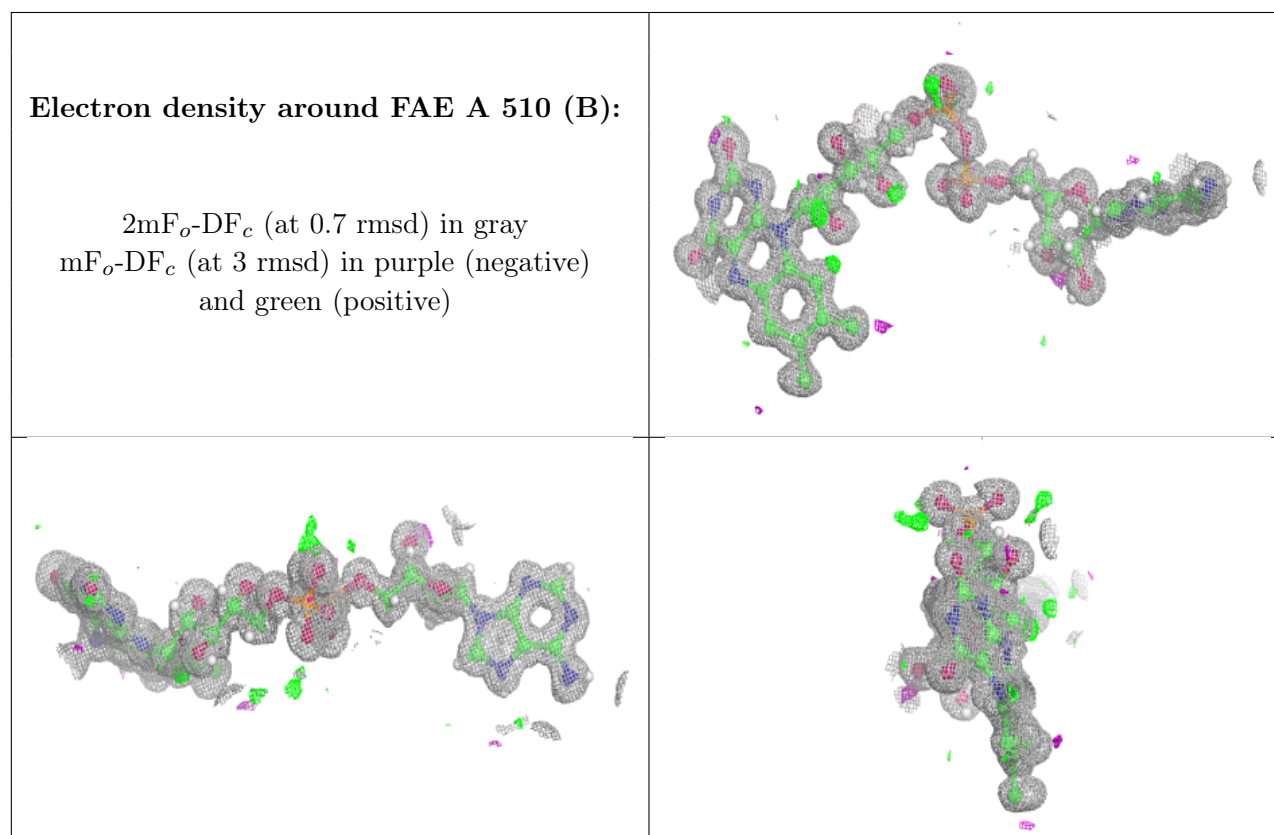 Electron density around FAE A 510 (B):
2mFo-DFc (at 0.7 rmsd) in gray
mFo-DFc (at 3 rmsd) in purple (negative)
and green (positive)